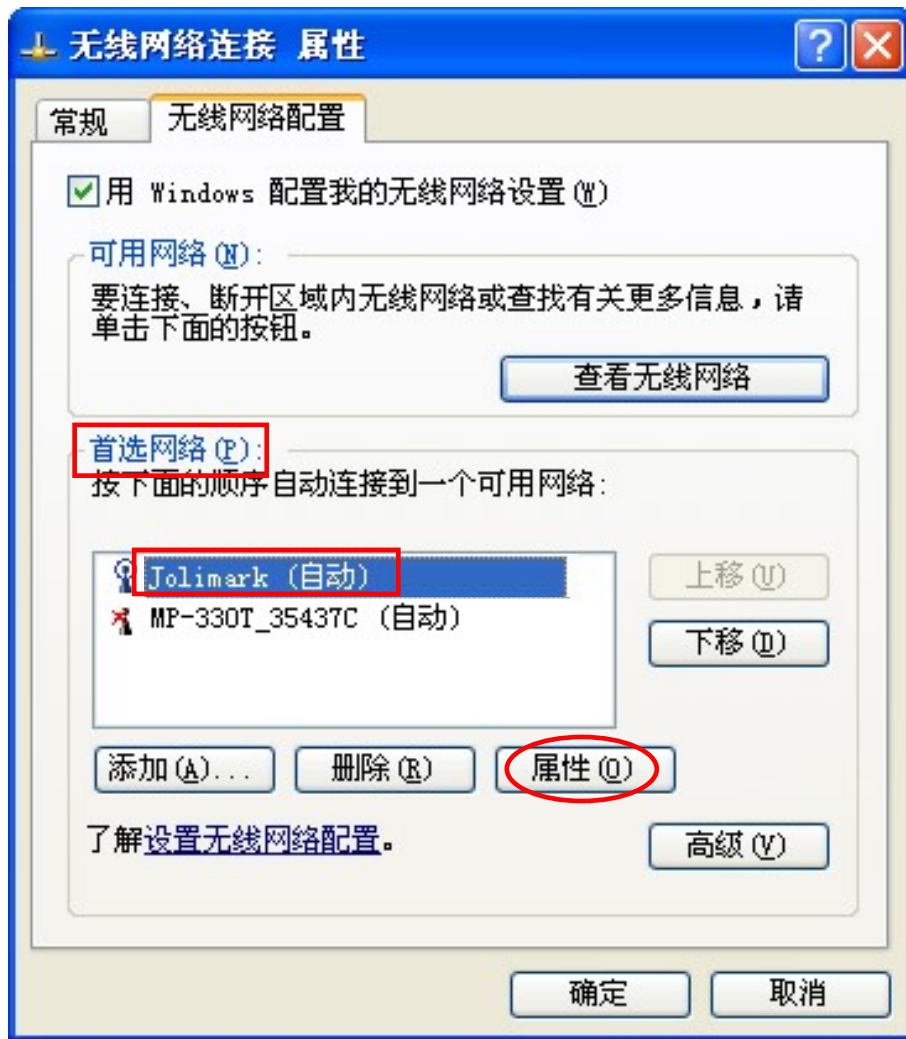 无线网络连接 属性
常规
无线网络配置
用 Windows 配置我的无线网络设置(W)
可用网络(N):
要连接、断开区域内无线网络或查找有关更多信息，请
单击下面的按钮。
查看无线网络
首选网络(P):
按下面的顺序自动连接到一个可用网络:
Jolimark (自动)
上移(U)
MP-330T_35437C (自动)
下移(D)
添加(A)...
删除(R)
属性(O)
了解设置无线网络配置。
高级(V)
确定
取消